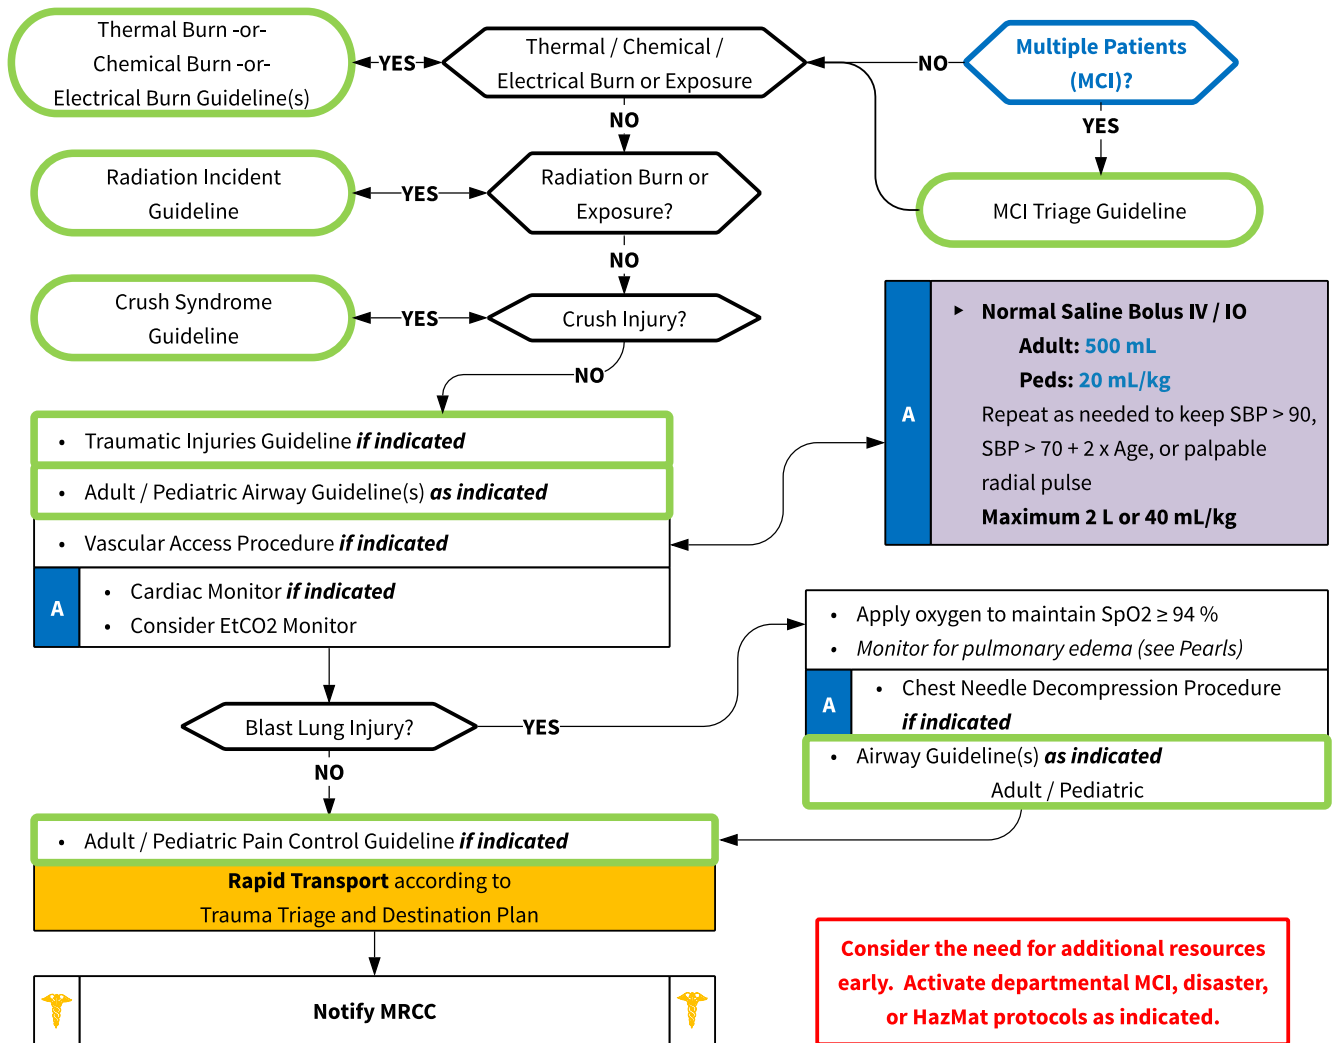 Thermal Burn -or-
Chemical Burn -or-
Electrical Burn Guideline(s)
YES
Thermal / Chemical /
Electrical Burn or Exposure
NO
Multiple Patients
(MCI)?
YES
MCI Triage Guideline
NO
Radiation Incident
Guideline
YES
Radiation Burn or
Exposure?
NO
Crush Syndrome
Guideline
YES
Crush Injury?
NO
• Traumatic Injuries Guideline if indicated
• Adult / Pediatric Airway Guideline(s) as indicated
• Vascular Access Procedure if indicated
A
• Cardiac Monitor if indicated
• Consider EtCO2 Monitor
A
▸ Normal Saline Bolus IV / IO
Adult: 500 mL
Peds: 20 mL/kg
Repeat as needed to keep SBP > 90,
SBP > 70 + 2 x Age, or palpable
radial pulse
Maximum 2 L or 40 mL/kg
Blast Lung Injury?
YES
• Apply oxygen to maintain SpO2 ≥ 94 %
• Monitor for pulmonary edema (see Pearls)
A
• Chest Needle Decompression Procedure
if indicated
• Airway Guideline(s) as indicated
Adult / Pediatric
NO
• Adult / Pediatric Pain Control Guideline if indicated
Rapid Transport according to
Trauma Triage and Destination Plan
Notify MRCC
Consider the need for additional resources
early. Activate departmental MCI, disaster,
or HazMat protocols as indicated.